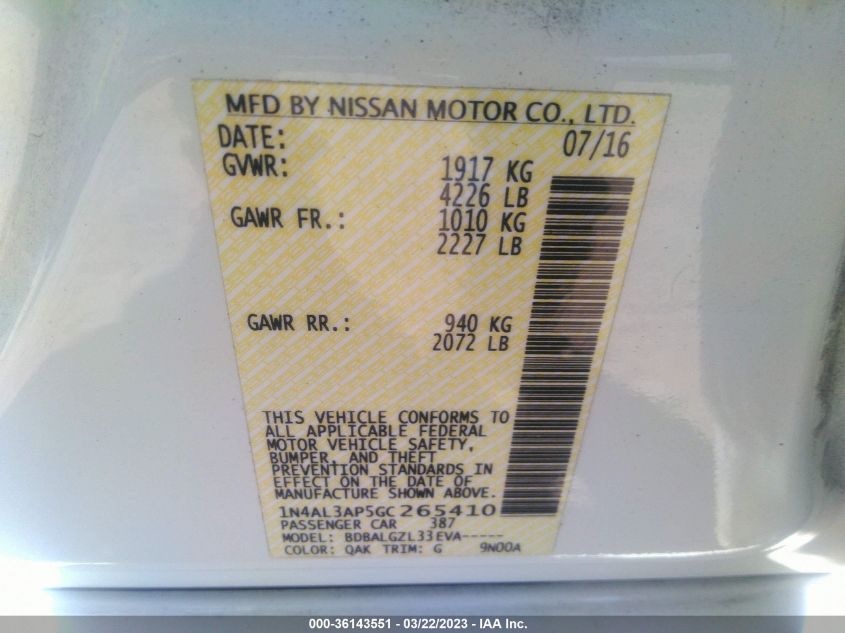 MFD BY NISSAN MOTOR CO., LTD.
DATE: 07/16
GVWR: 1917 KG
4226 LB
GAWR FR.: 1010 KG
2227 LB
GAWR RR.: 940 KG
2072 LB
THIS VEHICLE CONFORMS TO
ALL APPLICABLE FEDERAL
MOTOR VEHICLE SAFETY,
BUMPER, AND THEFT
PREVENTION STANDARDS IN
EFFECT ON THE DATE OF
MANUFACTURE SHOWN ABOVE.
1N4AL3AP5GC265410
PASSENGER CAR 387
MODEL: BDBALGZL33EVA-----
COLOR: QAK TRIM: G 9N00A
000-36143551 - 03/22/2023 - IAA Inc.